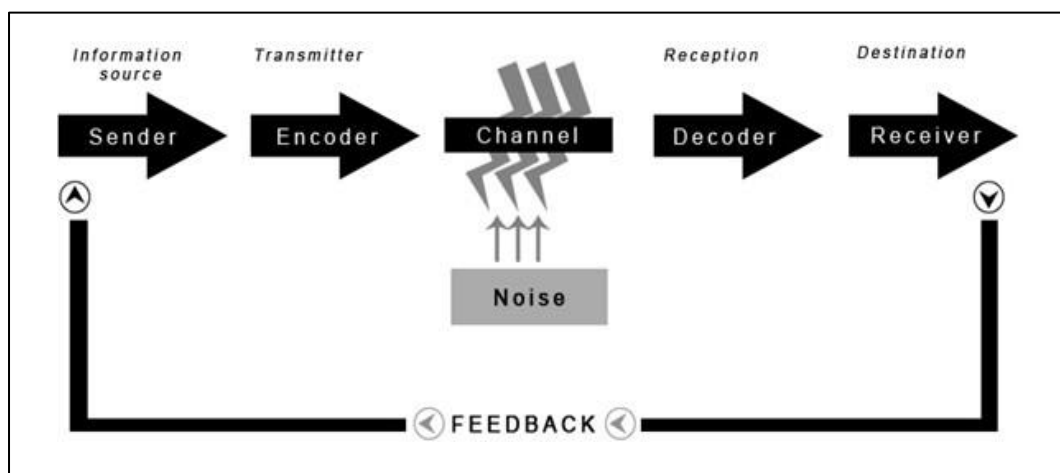 Information
source
Transmitter
Reception
Destination
Sender
Encoder
Channel
Decoder
Receiver
Noise
FEEDBACK